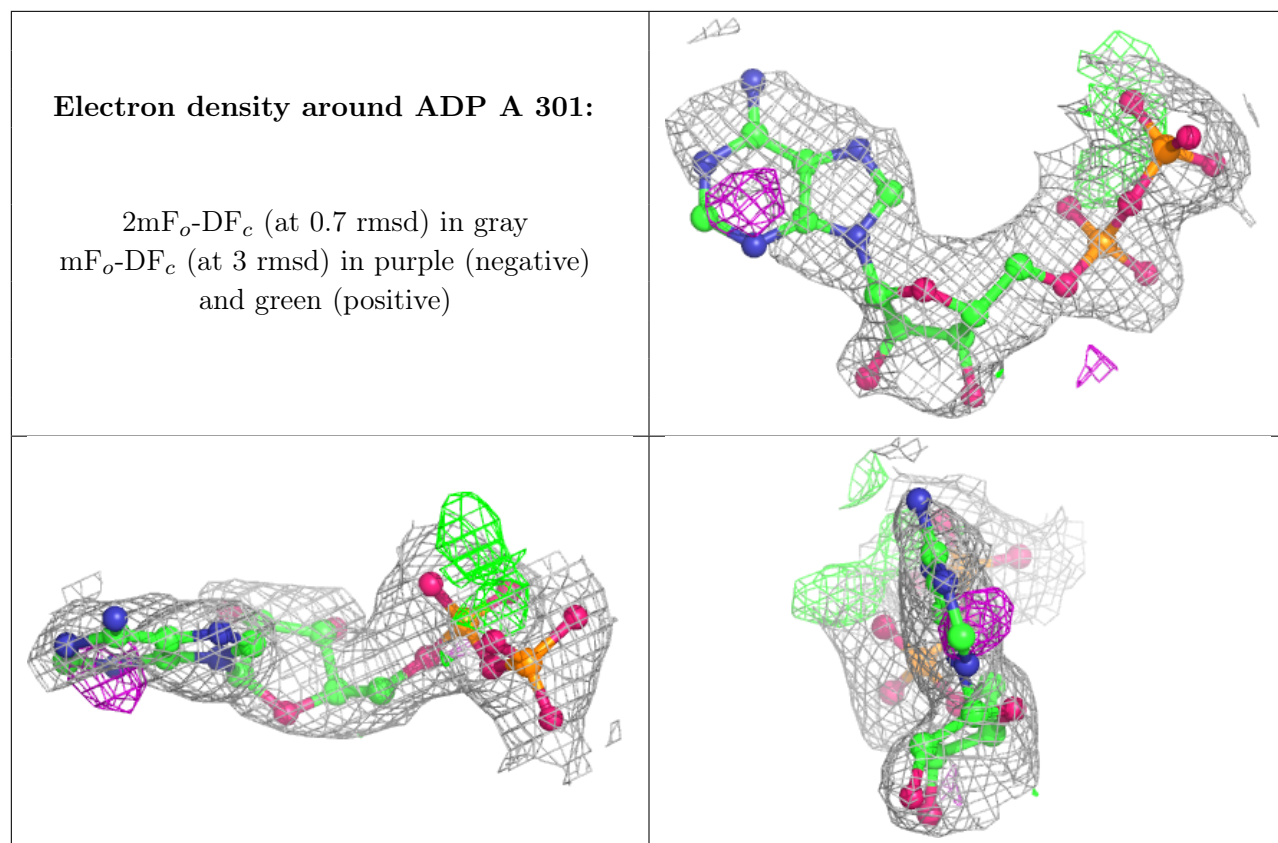 Electron density around ADP A 301:
2mFₒ-DF𝒸 (at 0.7 rmsd) in gray
mFₒ-DF𝒸 (at 3 rmsd) in purple (negative)
and green (positive)